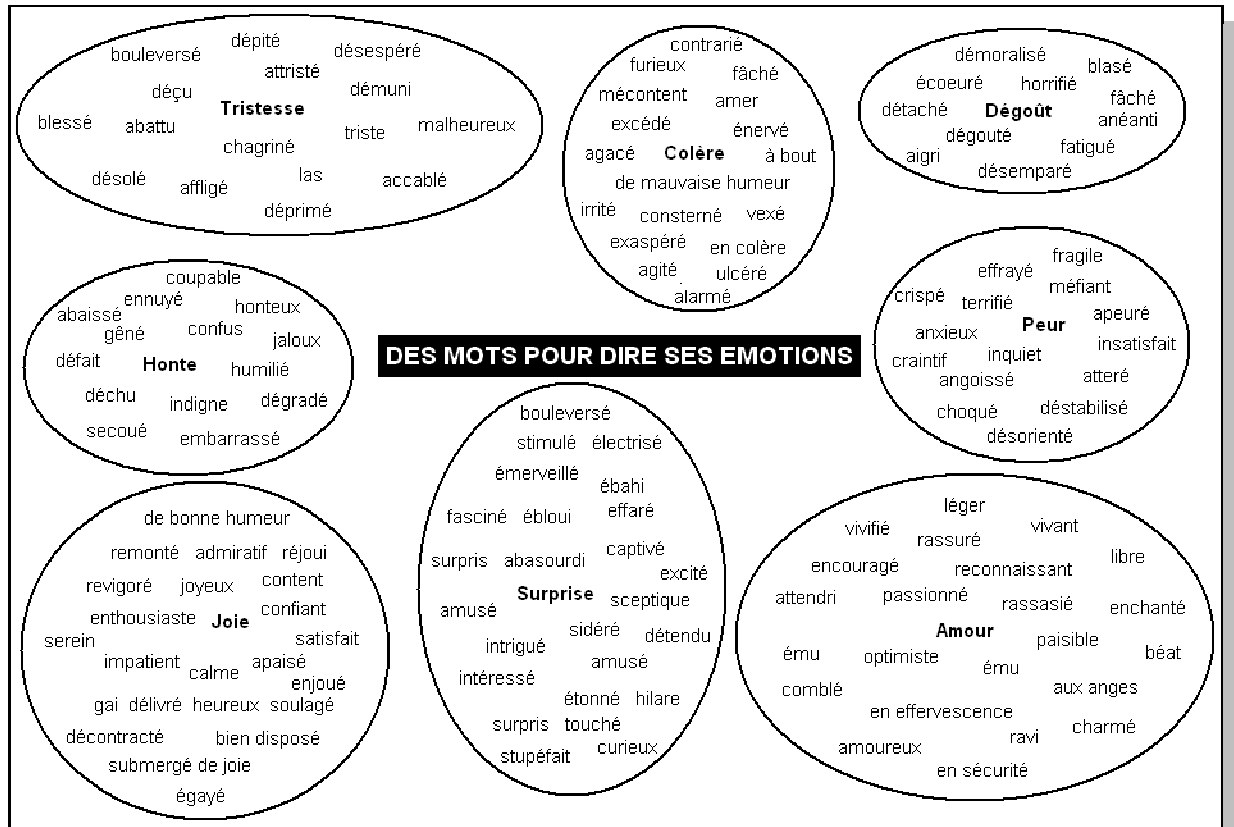 bouleversé dépité désespéré
attristé
déçu démuni
Tristesse
blessé abattu triste malheureux
chagriné
désolé affligé las accablé
déprimé
contrarié
furieux fâché
mécontent amer
excédé énervé
agacé Colère à bout
de mauvaise humeur
irrité consterné vexé
exaspéré en colère
agité ulcéré
alarmé
démoralisé blasé
écoeuré horrifié
détaché Dégoût fâché
anéanti
dégouté
aigri fatigué
désemparé
coupable
ennuyé honteux
abaissé
gêné confus jaloux
défait Honte humilié
déchu indigne dégradé
secoué embarrassé
DES MOTS POUR DIRE SES EMOTIONS
fragile
effrayé méfiant
crispé terrifié apeuré
anxieux Peur insatisfait
craintif inquiet
angoissé atteré
choqué déstabilisé
désorienté
de bonne humeur
remonté admiratif réjoui
revigoré joyeux content
enthousiaste Joie confiant
serein satisfait
impatient calme apaisé
enjoué
gai délivré heureux soulagé
décontracté bien disposé
submergé de joie
égayé
bouleversé
stimulé électrisé
émerveillé
ébahi
fasciné ébloui effaré
surpris abasourdi captivé
excité
amusé Surprise sceptique
intrigué sidéré détendu
intéressé amusé
étonné hilare
surpris touché
stupéfait curieux
léger
vivifié vivant
rassuré libre
encouragé reconnaissant
attendri passionné rassasié enchanté
Amour paisible
ému optimiste ému béat
comblé aux anges
en effervescence charmé
amoureux ravi
en sécurité